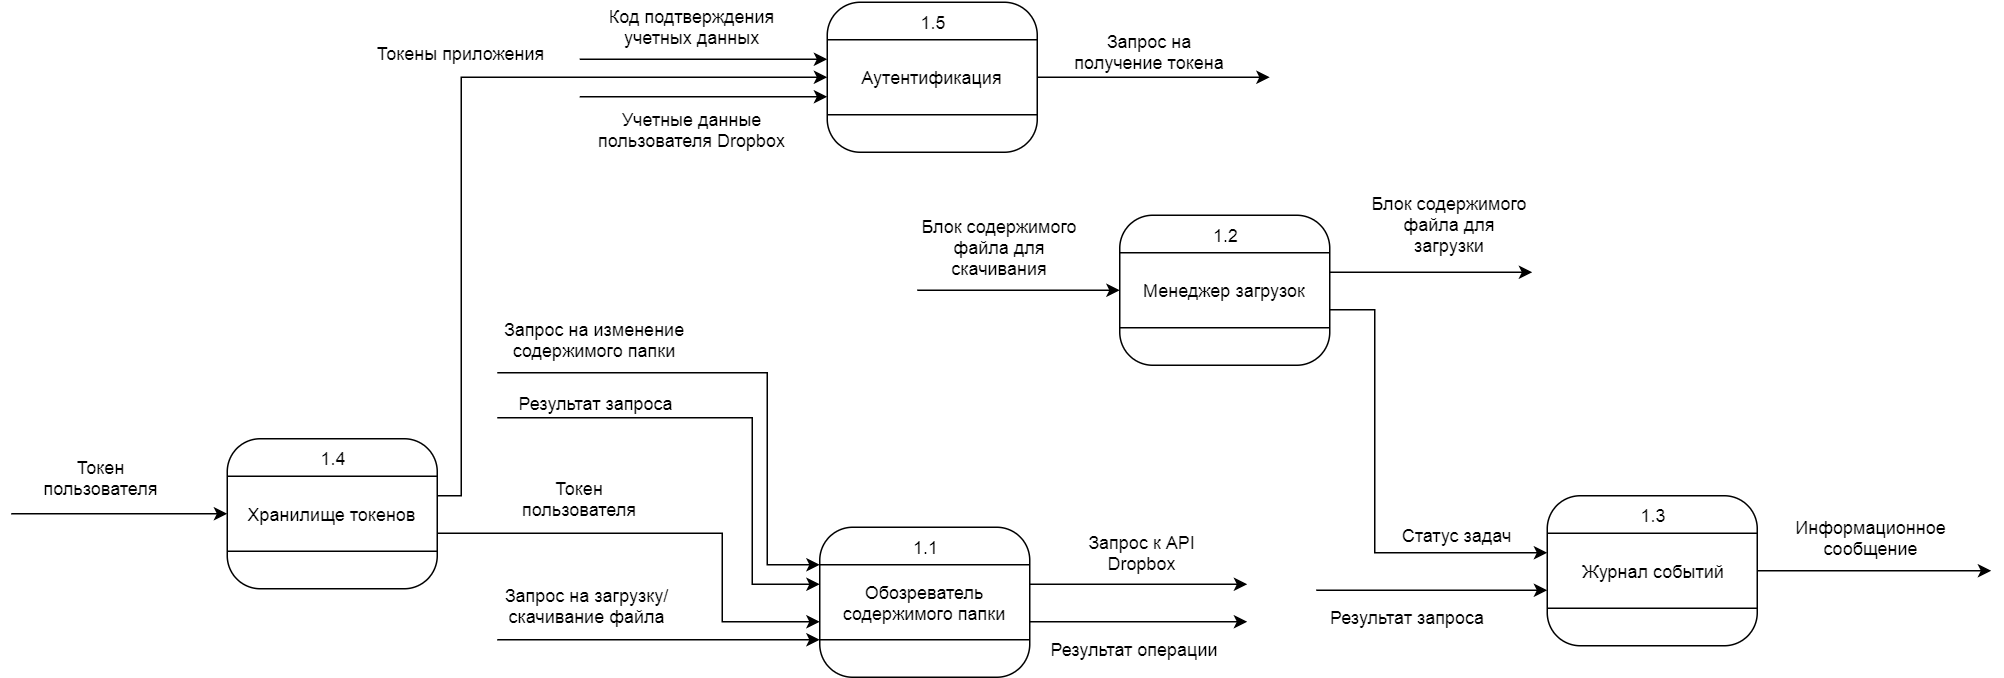 Код подтверждения
учетных данных
Токены приложения
1.5
Аутентификация
Запрос на
получение токена
Учетные данные
пользователя Dropbox
Блок содержимого
файла для
скачивания
1.2
Менеджер загрузок
Блок содержимого
файла для
загрузки
Запрос на изменение
содержимого папки
Результат запроса
Токен
пользователя
1.4
Хранилище токенов
Токен
пользователя
Запрос на загрузку/
скачивание файла
1.1
Обозреватель
содержимого папки
Запрос к API
Dropbox
Результат операции
Статус задач
Результат запроса
1.3
Журнал событий
Информационное
сообщение